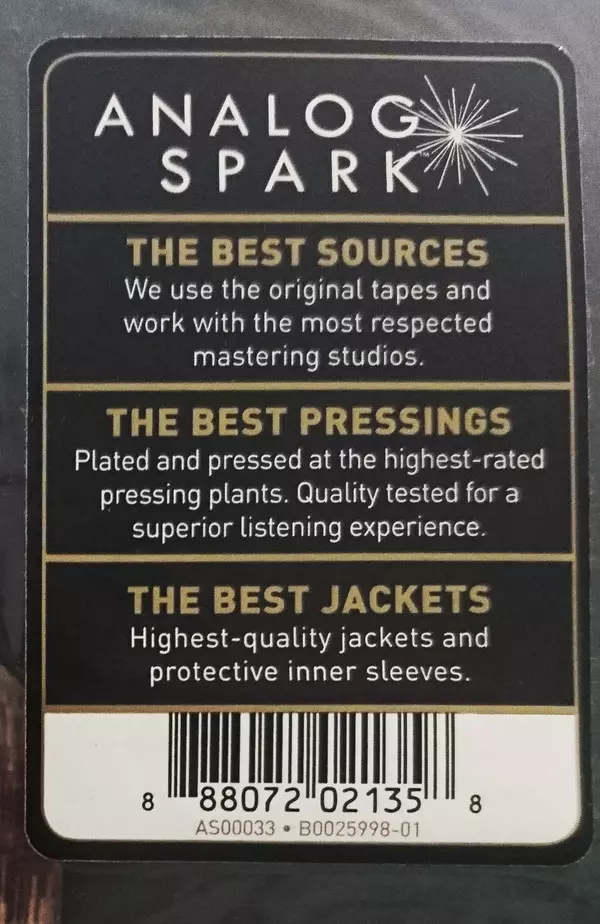 ANALOG
SPARK™
THE BEST SOURCES
We use the original tapes and
work with the most respected
mastering studios.
THE BEST PRESSINGS
Plated and pressed at the highest-rated
pressing plants. Quality tested for a
superior listening experience.
THE BEST JACKETS
Highest-quality jackets and
protective inner sleeves.
8 88072 02135 8
AS00033 • B0025998-01